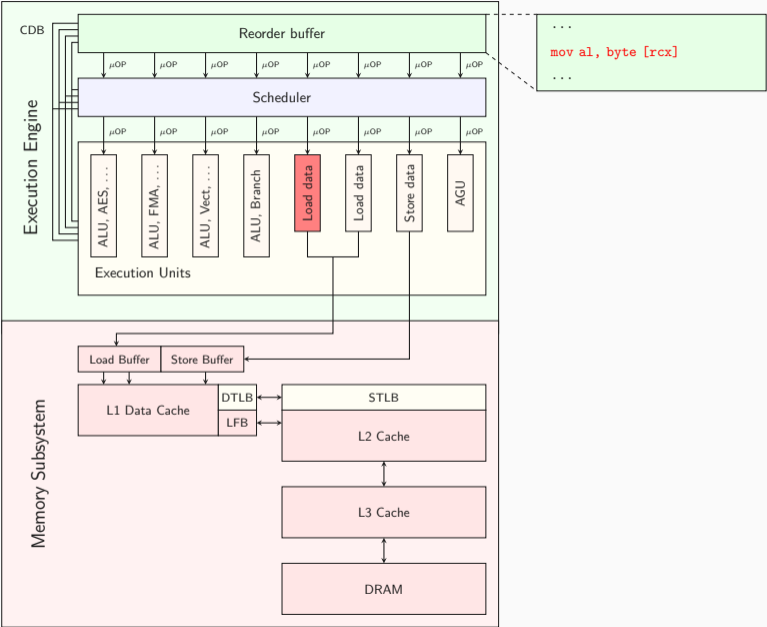 CDB
Reorder buffer
...
mov al, byte [rcx]
...
μOP μOP μOP μOP μOP μOP μOP μOP
Scheduler
μOP μOP μOP μOP μOP μOP μOP μOP
Execution Engine
ALU, AES, ...
ALU, FMA, ...
ALU, Vect, ...
ALU, Branch
Load data
Load data
Store data
AGU
Execution Units
Memory Subsystem
Load Buffer
Store Buffer
L1 Data Cache
DTLB
LFB
STLB
L2 Cache
L3 Cache
DRAM